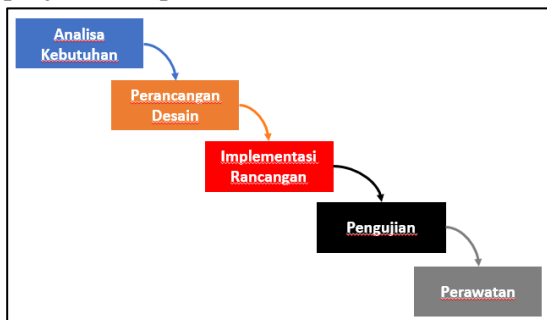 Analisa
Kebutuhan
Perancangan
Desain
Implementasi
Rancangan
Pengujian
Perawatan